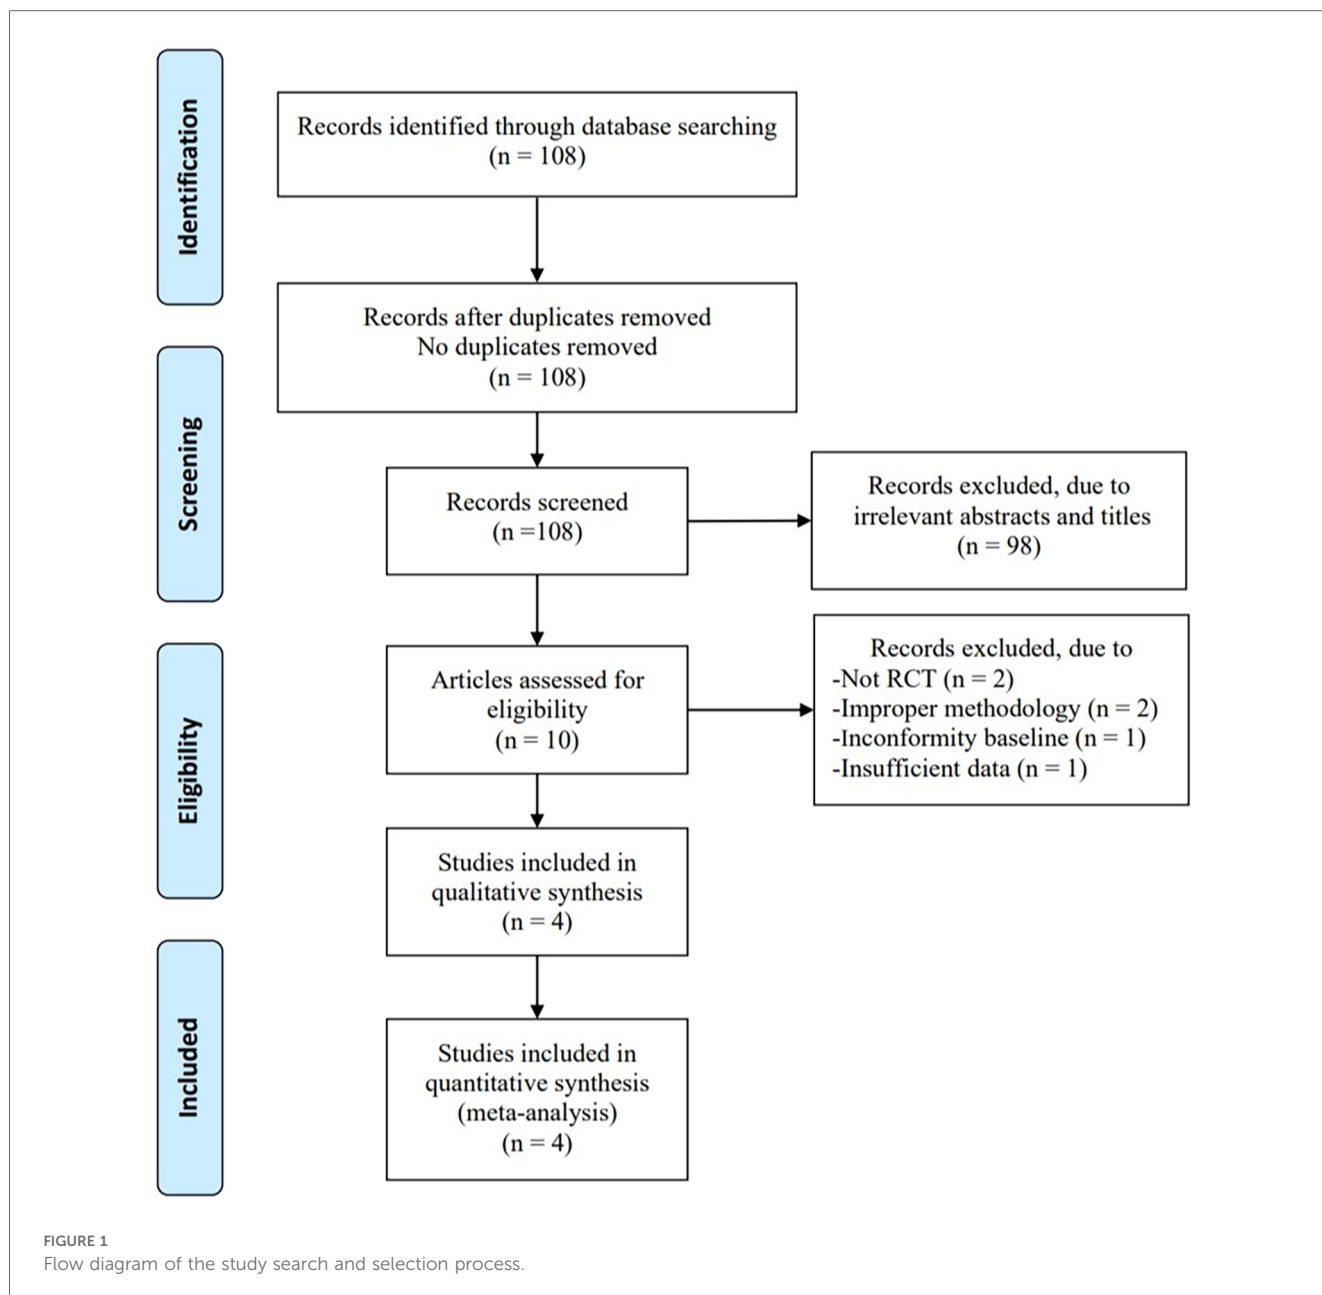 Identification
Records identified through database searching
(n = 108)
Records after duplicates removed
No duplicates removed
(n = 108)
Screening
Records screened
(n =108)
Records excluded, due to
irrelevant abstracts and titles
(n = 98)
Eligibility
Articles assessed for
eligibility
(n = 10)
Records excluded, due to
-Not RCT (n = 2)
-Improper methodology (n = 2)
-Inconformity baseline (n = 1)
-Insufficient data (n = 1)
Studies included in
qualitative synthesis
(n = 4)
Included
Studies included in
quantitative synthesis
(meta-analysis)
(n = 4)
FIGURE 1
Flow diagram of the study search and selection process.